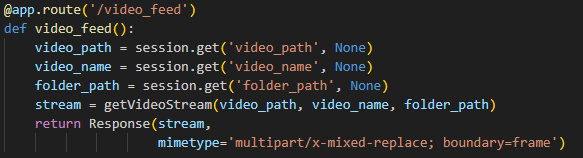 @app.route('/video_feed')
def video_feed():
    video_path = session.get('video_path', None)
    video_name = session.get('video_name', None)
    folder_path = session.get('folder_path', None)
    stream = getVideoStream(video_path, video_name, folder_path)
    return Response(stream,
                    mimetype='multipart/x-mixed-replace; boundary=frame')